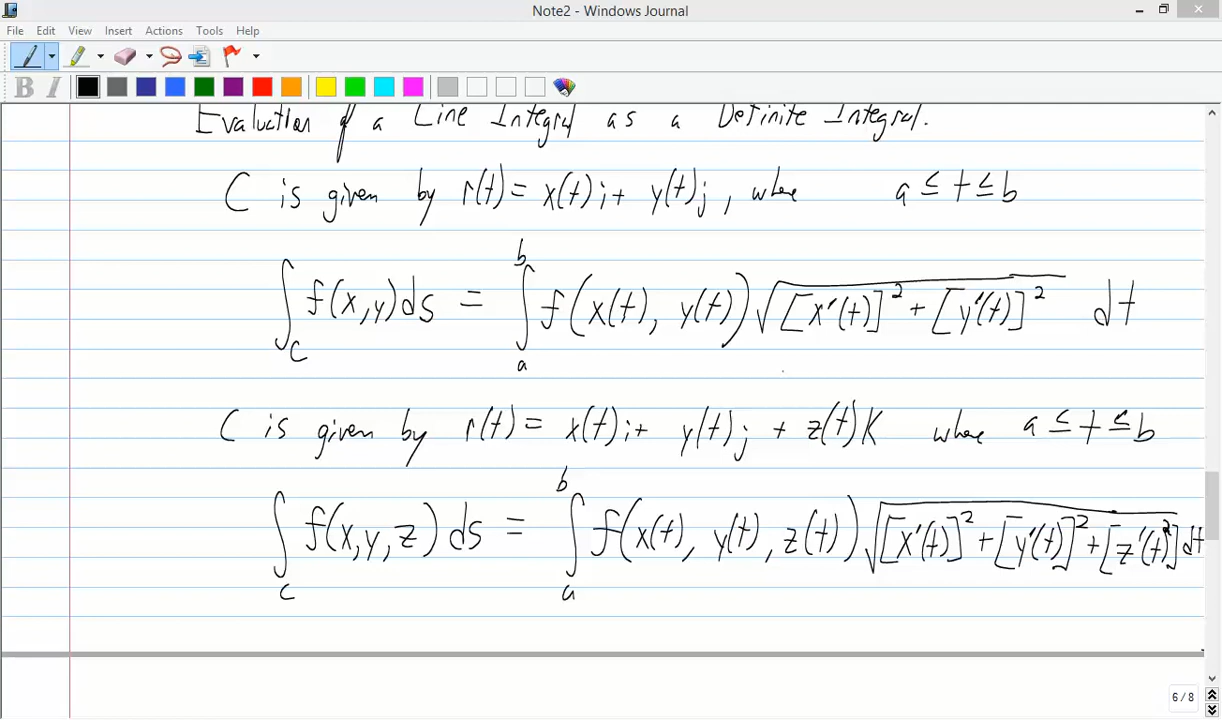 Note2 - Windows Journal
File Edit View Insert Actions Tools Help
B I
Evaluation of a Line Integral as a Definite Integral.
C is given by r(t) = x(t)i + y(t)j, where a ≤ t ≤ b
∫_C f(x,y)ds = ∫_a^b f(x(t), y(t)) √([x'(t)]² + [y'(t)]²) dt
C is given by r(t) = x(t)i + y(t)j + z(t)K where a ≤ t ≤ b
∫_C f(x,y,z)ds = ∫_a^b f(x(t), y(t), z(t)) √([x'(t)]² + [y'(t)]² + [z'(t)²] dt
6 / 8